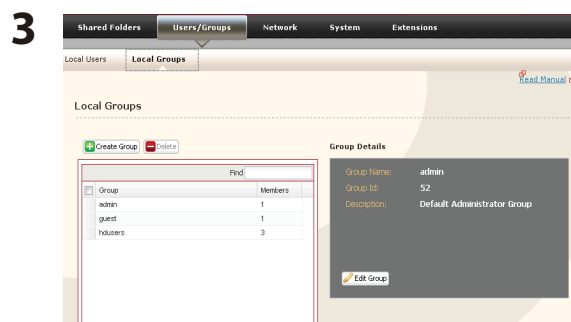 3
Shared Folders Users/Groups Network System Extensions
Local Users Local Groups
Read Manual
Local Groups
Create Group Delete
Find
Group Members
admin 1
guest 1
hdusers 3
Group Details
Group Name: admin
Group Id: 52
Description: Default Administrator Group
Edit Group